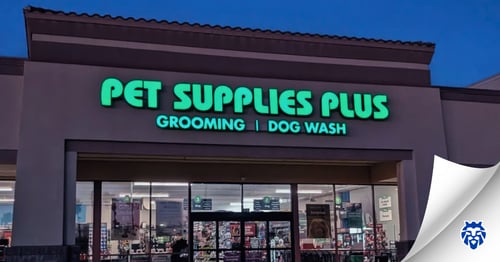 PET SUPPLIES PLUS
GROOMING | DOG WASH